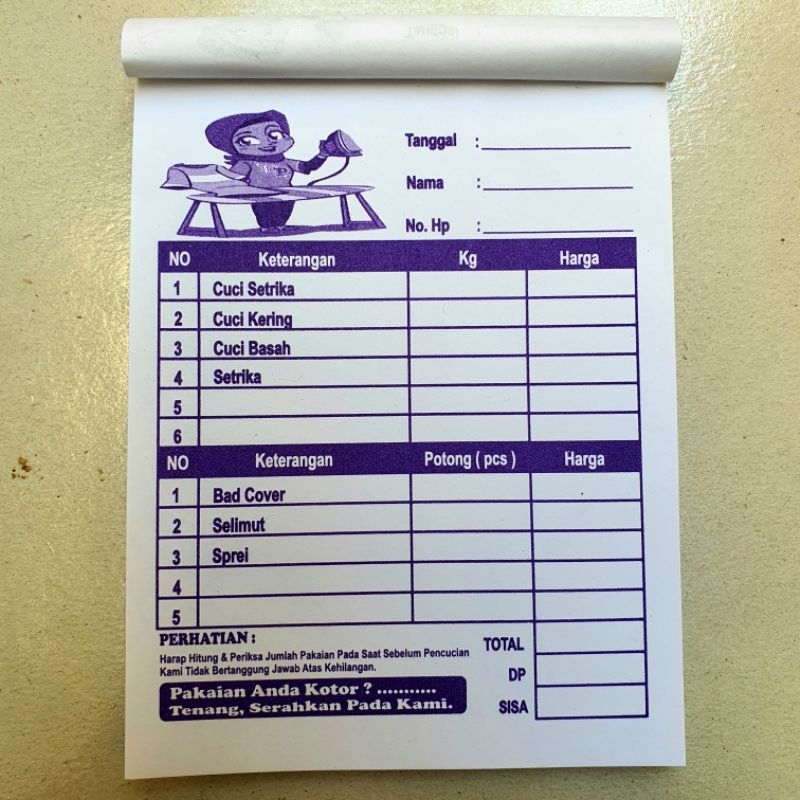 Tanggal :
Nama :
No. Hp :
NO Keterangan Kg Harga
1 Cuci Setrika
2 Cuci Kering
3 Cuci Basah
4 Setrika
5
6
NO Keterangan Potong ( pcs ) Harga
1 Bad Cover
2 Selimut
3 Sprei
4
5
PERHATIAN :
Harap Hitung & Periksa Jumlah Pakaian Pada Saat Sebelum Pencucian
Kami Tidak Bertanggung Jawab Atas Kehilangan.
Pakaian Anda Kotor ? ...........
Tenang, Serahkan Pada Kami.
TOTAL
DP
SISA